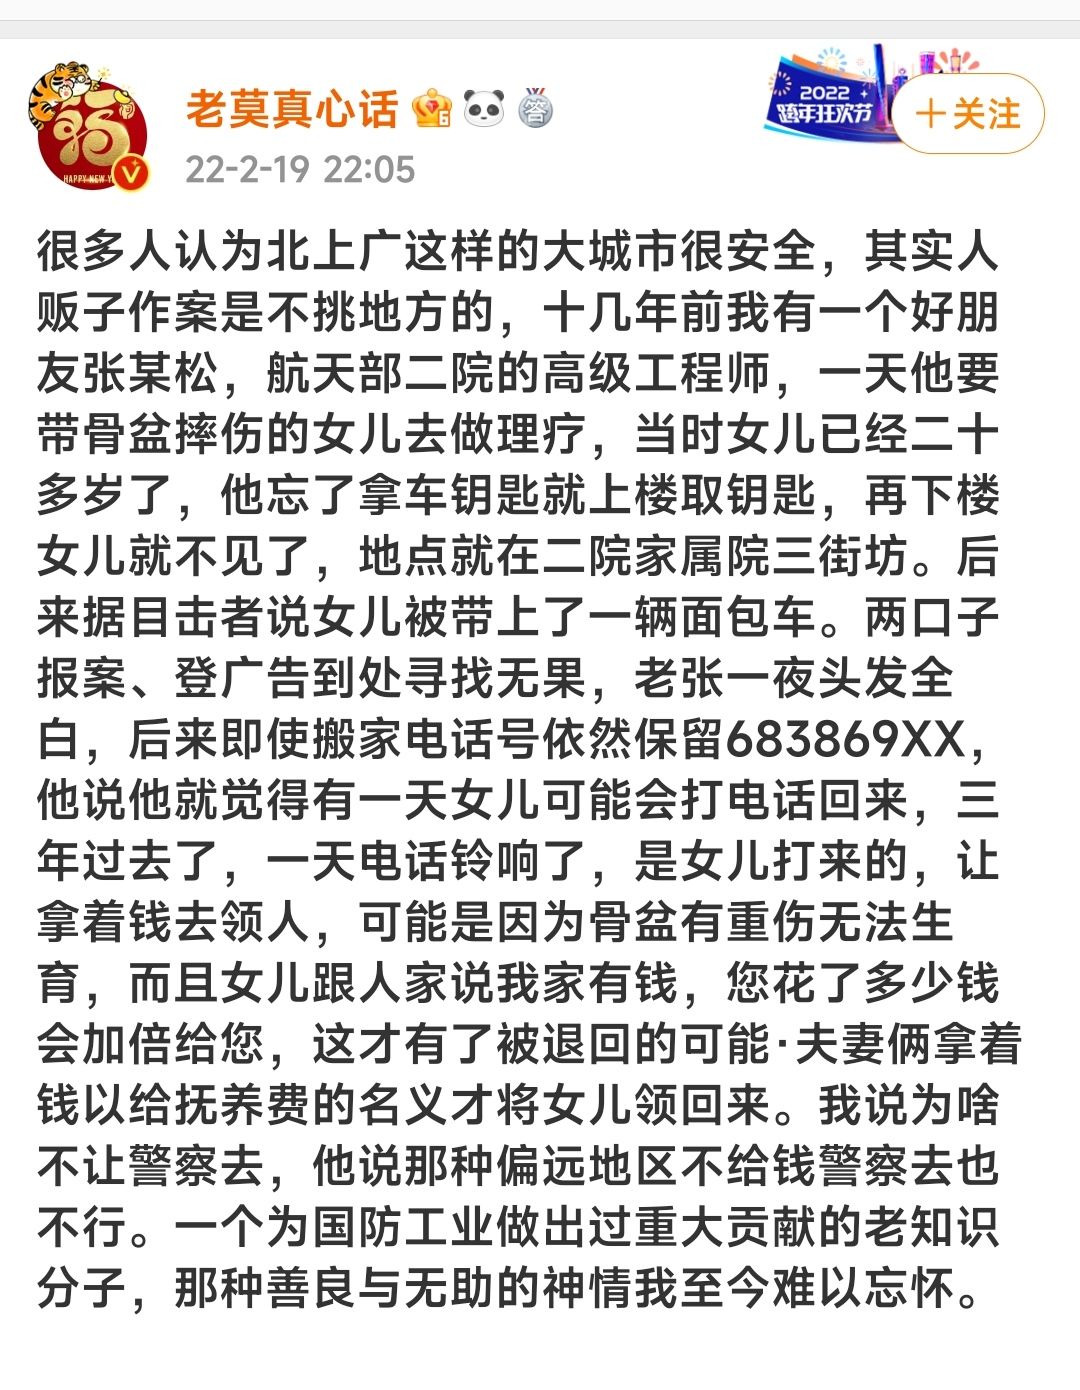 老莫真心话
6
答
2022
跨年狂欢节
+关注
福
HAPPY NEW Y
V
22-2-19 22:05
很多人认为北上广这样的大城市很安全，其实人
贩子作案是不挑地方的，十几年前我有一个好朋
友张某松，航天部二院的高级工程师，一天他要
带骨盆摔伤的女儿去做理疗，当时女儿已经二十
多岁了，他忘了拿车钥匙就上楼取钥匙，再下楼
女儿就不见了，地点就在二院家属院三街坊。后
来据目击者说女儿被带上了一辆面包车。两口子
报案、登广告到处寻找无果，老张一夜头发全
白，后来即使搬家电话号依然保留683869XX，
他说他就觉得有一天女儿可能会打电话回来，三
年过去了，一天电话铃响了，是女儿打来的，让
拿着钱去领人，可能是因为骨盆有重伤无法生
育，而且女儿跟人家说我家有钱，您花了多少钱
会加倍给您，这才有了被退回的可能·夫妻俩拿着
钱以给抚养费的名义才将女儿领回来。我说为啥
不让警察去，他说那种偏远地区不给钱警察去也
不行。一个为国防工业做出过重大贡献的老知识
分子，那种善良与无助的神情我至今难以忘怀。